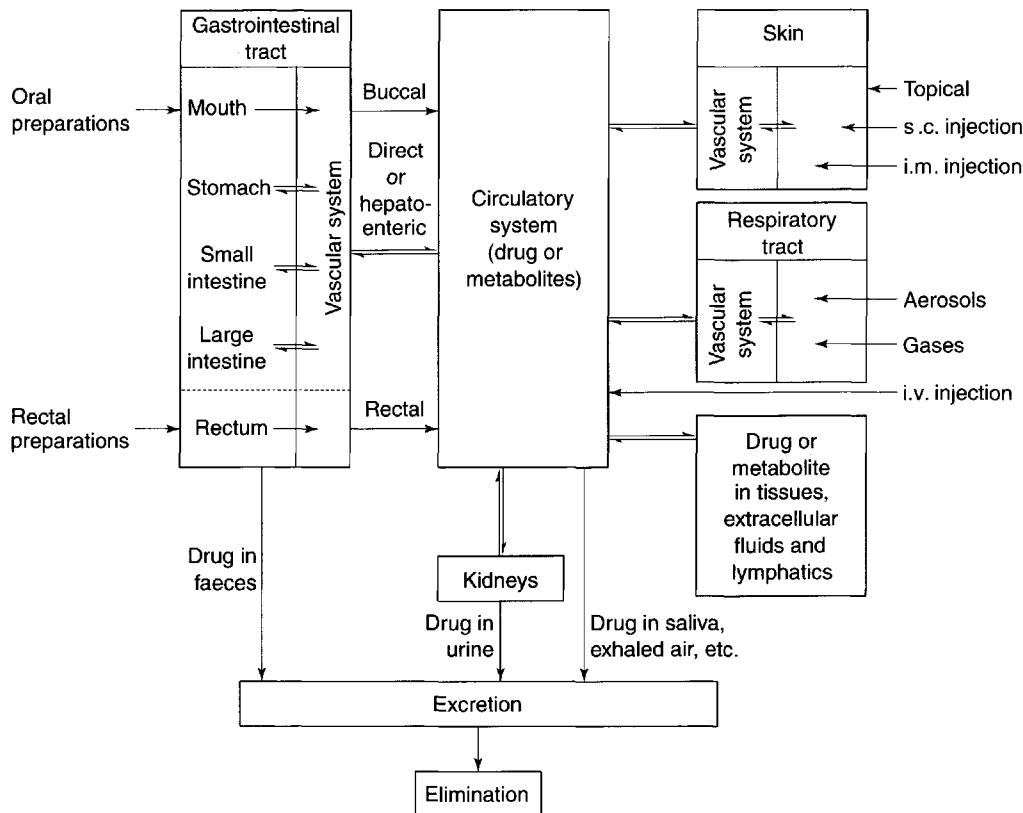 Gastrointestinal
tract
Oral
preparations
Mouth
Stomach
Small
intestine
Large
intestine
Vascular system
Rectal
preparations
Rectum
Buccal
Direct
or
hepato-
enteric
Rectal
Circulatory
system
(drug or
metabolites)
Skin
Vascular
system
Topical
s.c. injection
i.m. injection
Respiratory
tract
Vascular
system
Aerosols
Gases
i.v. injection
Drug or
metabolite
in tissues,
extracellular
fluids and
lymphatics
Drug in
faeces
Kidneys
Drug in
urine
Drug in saliva,
exhaled air, etc.
Excretion
Elimination